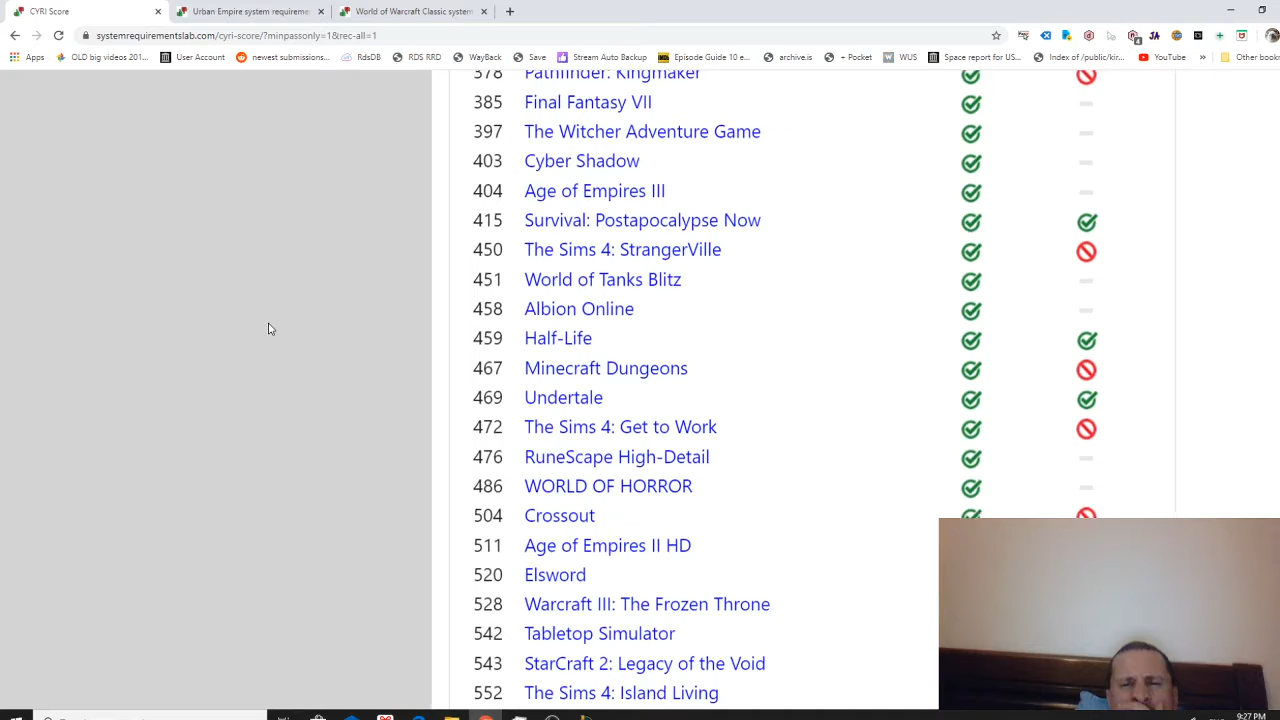 CYRI Score
Urban Empire system requireme
World of Warcraft Classic system
systemrequirementslab.com/cyri-score/?minpassonly=1&rec-all=1
Apps
OLD big videos 201...
User Account
newest submissions...
RdsDB
RDS RRD
WayBack
Save
Stream Auto Backup
Episode Guide 10 e...
archive.is
+ Pocket
WUS
Space report for US...
Index of /public/kir...
YouTube
»
Other book
378 Pathfinder: Kingmaker
385 Final Fantasy VII
397 The Witcher Adventure Game
403 Cyber Shadow
404 Age of Empires III
415 Survival: Postapocalypse Now
450 The Sims 4: StrangerVille
451 World of Tanks Blitz
458 Albion Online
459 Half-Life
467 Minecraft Dungeons
469 Undertale
472 The Sims 4: Get to Work
476 RuneScape High-Detail
486 WORLD OF HORROR
504 Crossout
511 Age of Empires II HD
520 Elsword
528 Warcraft III: The Frozen Throne
542 Tabletop Simulator
543 StarCraft 2: Legacy of the Void
552 The Sims 4: Island Living
9:27 PM